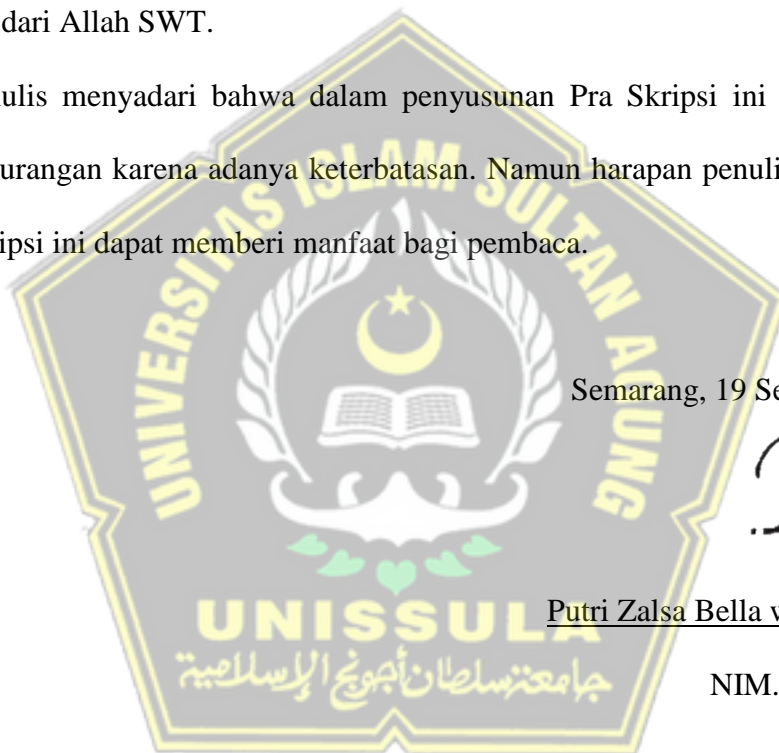 dari Allah SWT.
ulis menyadari bahwa dalam penyusunan Pra Skripsi ini
urangan karena adanya keterbatasan. Namun harapan penuli
ipsi ini dapat memberi manfaat bagi pembaca.
UNIVERSITAS ISLAM SULTAN AGUNG
Semarang, 19 Se
Putri Zalsa Bella w
UNISSULA
جامعتنسلطان أجونج الإسلامية
NIM.